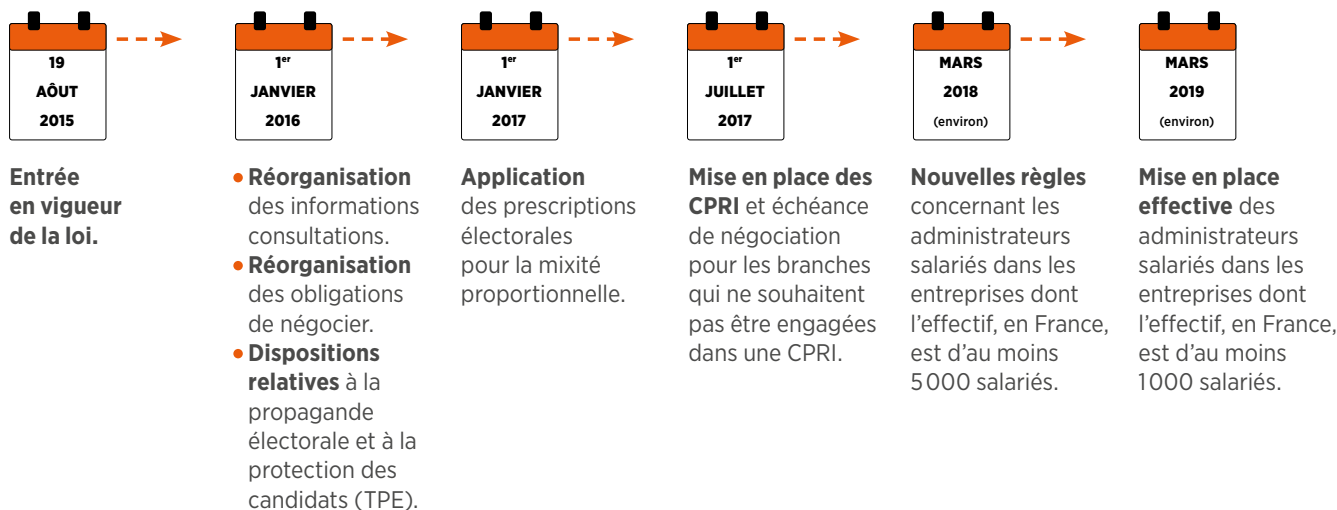 19
AÔUT
2015
Entrée
en vigueur
de la loi.
1er
JANVIER
2016
• Réorganisation
des informations
consultations.
• Réorganisation
des obligations
de négocier.
• Dispositions
relatives à la
propagande
électorale et à la
protection des
candidats (TPE).
1er
JANVIER
2017
Application
des prescriptions
électorales
pour la mixité
proportionnelle.
1er
JUILLET
2017
Mise en place des
CPRI et échéance
de négociation
pour les branches
qui ne souhaitent
pas être engagées
dans une CPRI.
MARS
2018
(environ)
Nouvelles règles
concernant les
administrateurs
salariés dans les
entreprises dont
l’effectif, en France,
est d’au moins
5 000 salariés.
MARS
2019
(environ)
Mise en place
effective des
administrateurs
salariés dans les
entreprises dont
l’effectif, en France,
est d’au moins
1 000 salariés.